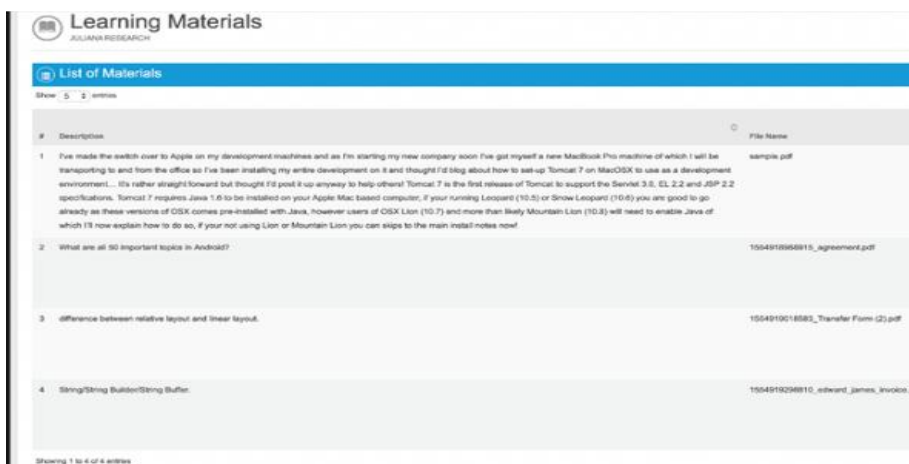 Learning Materials
JULIANA RESEARCH
List of Materials
Show 5 entries
# Description File Name
1 I've made the switch over to Apple on my development machines and as I'm starting my new company soon I've got myself a new MacBook Pro machine of which I will be sample.pdf
transporting to and from the office so I've been installing my entire development on it and thought I'd blog about how to set-up Tomcat 7 on MacOSX to use as a development
environment... It's rather straight forward but thought I'd post it up anyway to help others! Tomcat 7 is the first release of Tomcat to support the Servlet 3.0, EL 2.2 and JSP 2.2
specifications. Tomcat 7 requires Java 1.6 to be installed on your Apple Mac based computer, if your running Leopard (10.5) or Snow Leopard (10.6) you are good to go
already as these versions of OSX comes pre-installed with Java, however users of OSX Lion (10.7) and more than likely Mountain Lion (10.8) will need to enable Java of
which I'll now explain how to do so, if your not using Lion or Mountain Lion you can skips to the main install notes now!
2 What are all 50 important topics in Android? _agreement.pdf
3 difference between relative layout and linear layout. _Transfer Form (2).pdf
4 String/String Builder/String Buffer. _edward_james_invoice.
Showing 1 to 4 of 4 entries